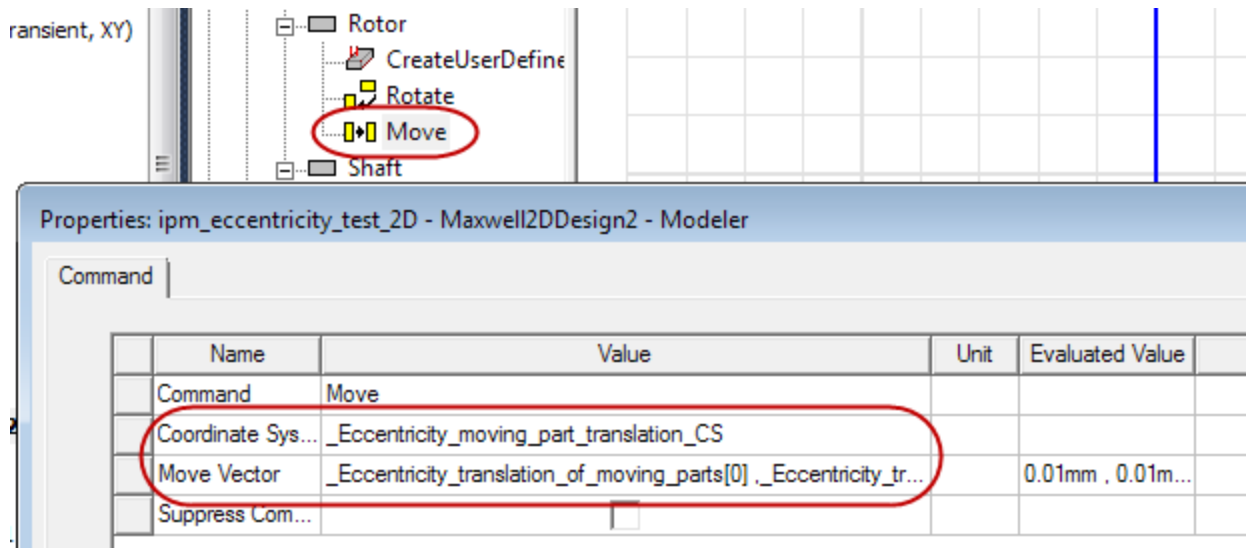 ransient, XY)
Rotor
CreateUserDefine
Rotate
Move
Shaft
Properties: ipm_eccentricity_test_2D - Maxwell2DDesign2 - Modeler
Command
Name Value Unit Evaluated Value
Command Move
Coordinate Sys... _Eccentricity_moving_part_translation_CS
Move Vector _Eccentricity_translation_of_moving_parts[0] ,_Eccentricity_tr... 0.01mm , 0.01m...
Suppress Com...